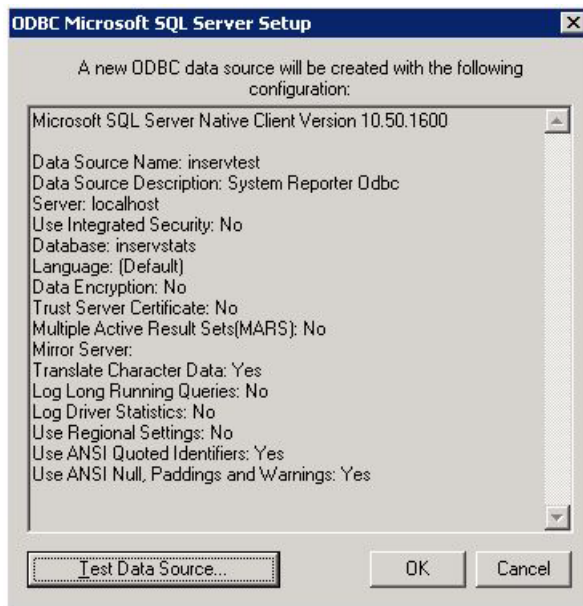 ODBC Microsoft SQL Server Setup
A new ODBC data source will be created with the following
configuration:
Microsoft SQL Server Native Client Version 10.50.1600
Data Source Name: inservtest
Data Source Description: System Reporter Odbc
Server: localhost
Use Integrated Security: No
Database: inservstats
Language: (Default)
Data Encryption: No
Trust Server Certificate: No
Multiple Active Result Sets(MARS): No
Mirror Server:
Translate Character Data: Yes
Log Long Running Queries: No
Log Driver Statistics: No
Use Regional Settings: No
Use ANSI Quoted Identifiers: Yes
Use ANSI Null, Paddings and Warnings: Yes
Test Data Source...
OK
Cancel